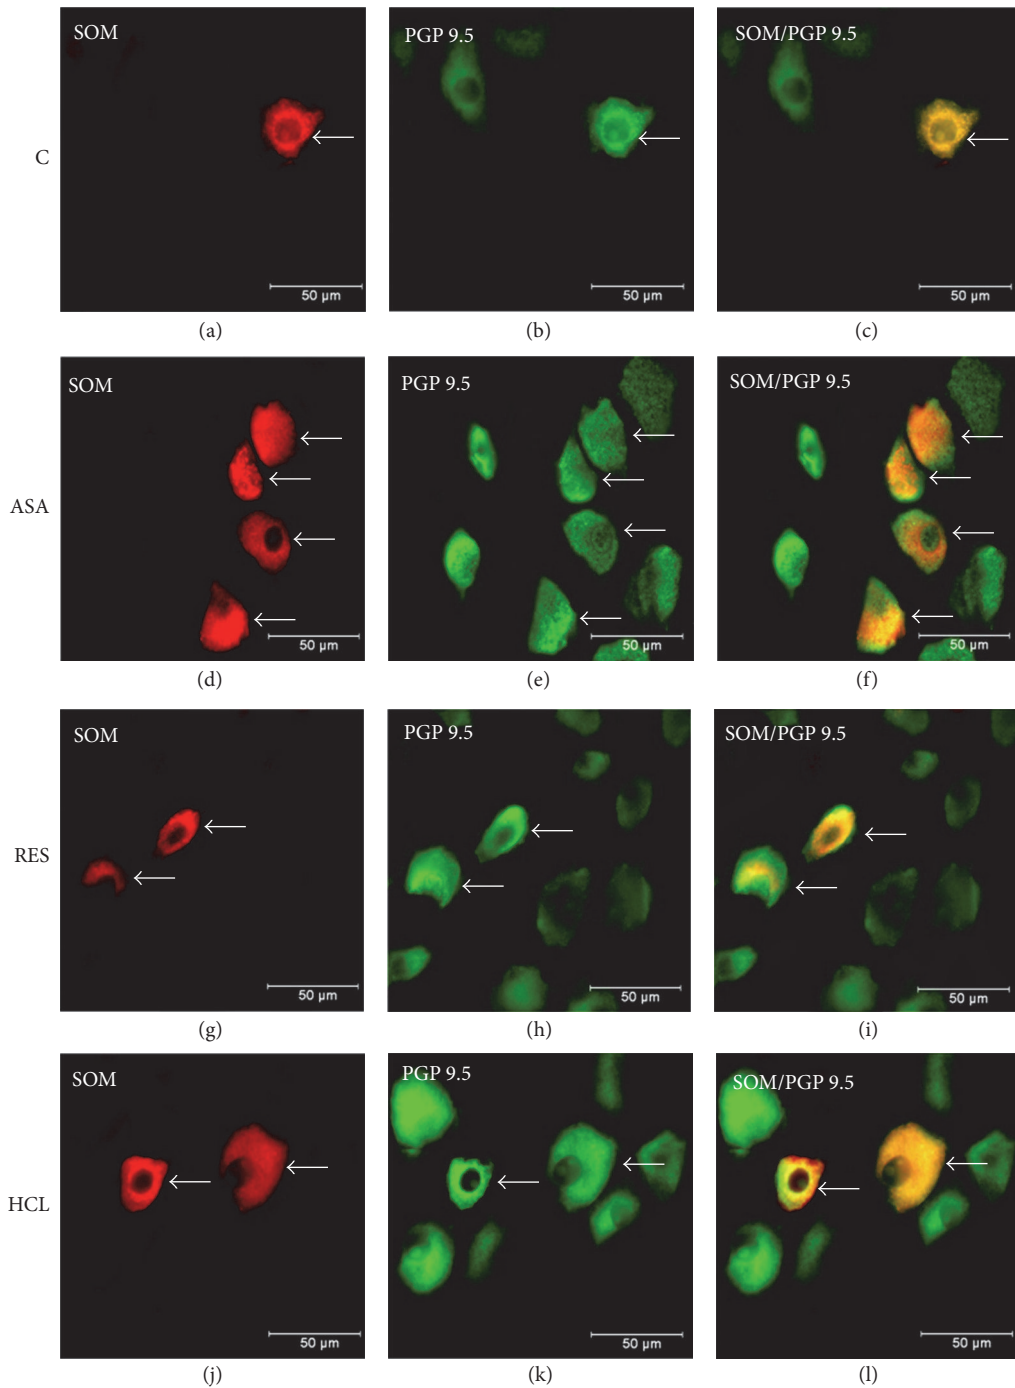 SOM PGP 9.5 SOM/PGP 9.5
C
50 µm 50 µm 50 µm
(a) (b) (c)
SOM PGP 9.5 SOM/PGP 9.5
ASA
50 µm 50 µm 50 µm
(d) (e) (f)
SOM PGP 9.5 SOM/PGP 9.5
RES
50 µm 50 µm 50 µm
(g) (h) (i)
SOM PGP 9.5 SOM/PGP 9.5
HCL
50 µm 50 µm 50 µm
(j) (k) (l)